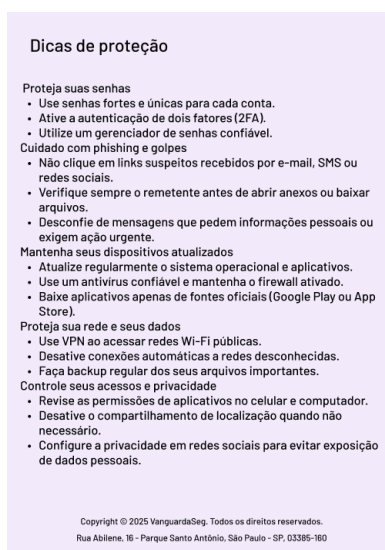 Dicas de proteção
Proteja suas senhas
• Use senhas fortes e únicas para cada conta.
• Ative a autenticação de dois fatores (2FA).
• Utilize um gerenciador de senhas confiável.
Cuidado com phishing e golpes
• Não clique em links suspeitos recebidos por e-mail, SMS ou
redes sociais.
• Verifique sempre o remetente antes de abrir anexos ou baixar
arquivos.
• Desconfie de mensagens que pedem informações pessoais ou
exigem ação urgente.
Mantenha seus dispositivos atualizados
• Atualize regularmente o sistema operacional e aplicativos.
• Use um antivírus confiável e mantenha o firewall ativado.
• Baixe aplicativos apenas de fontes oficiais (Google Play ou App
Store).
Proteja sua rede e seus dados
• Use VPN ao acessar redes Wi-Fi públicas.
• Desative conexões automáticas a redes desconhecidas.
• Faça backup regular dos seus arquivos importantes.
Controle seus acessos e privacidade
• Revise as permissões de aplicativos no celular e computador.
• Desative o compartilhamento de localização quando não
necessário.
• Configure a privacidade em redes sociais para evitar exposição
de dados pessoais.
Copyright © 2025 VanguardaSeg. Todos os direitos reservados.
Rua Abilene, 16 - Parque Santo Antônio, São Paulo - SP, 03385-160